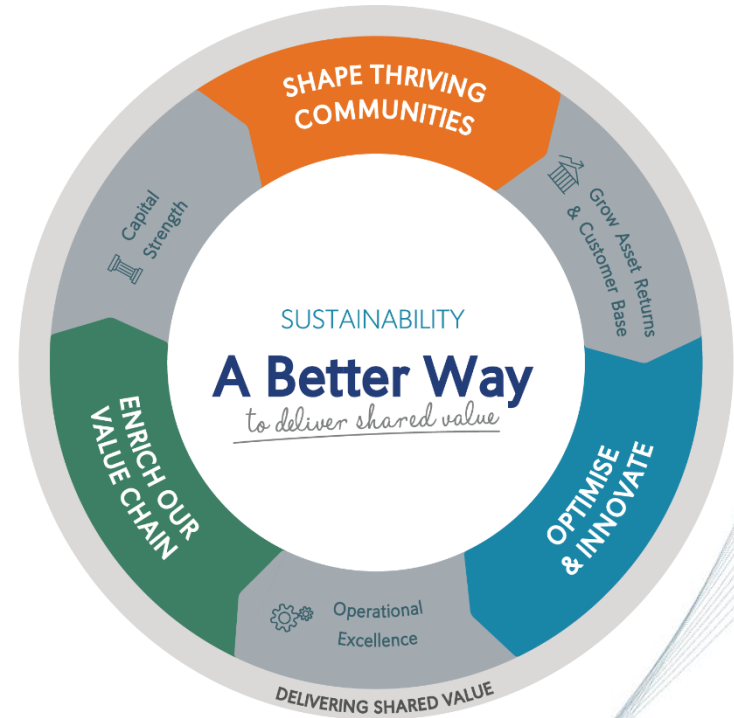 SHAPE THRIVING
COMMUNITIES
Capital
Strength
Grow Asset Returns
& Customer Base
SUSTAINABILITY
A Better Way
to deliver shared value
ENRICH OUR
VALUE CHAIN
OPTIMISE
& INNOVATE
Operational
Excellence
DELIVERING SHARED VALUE